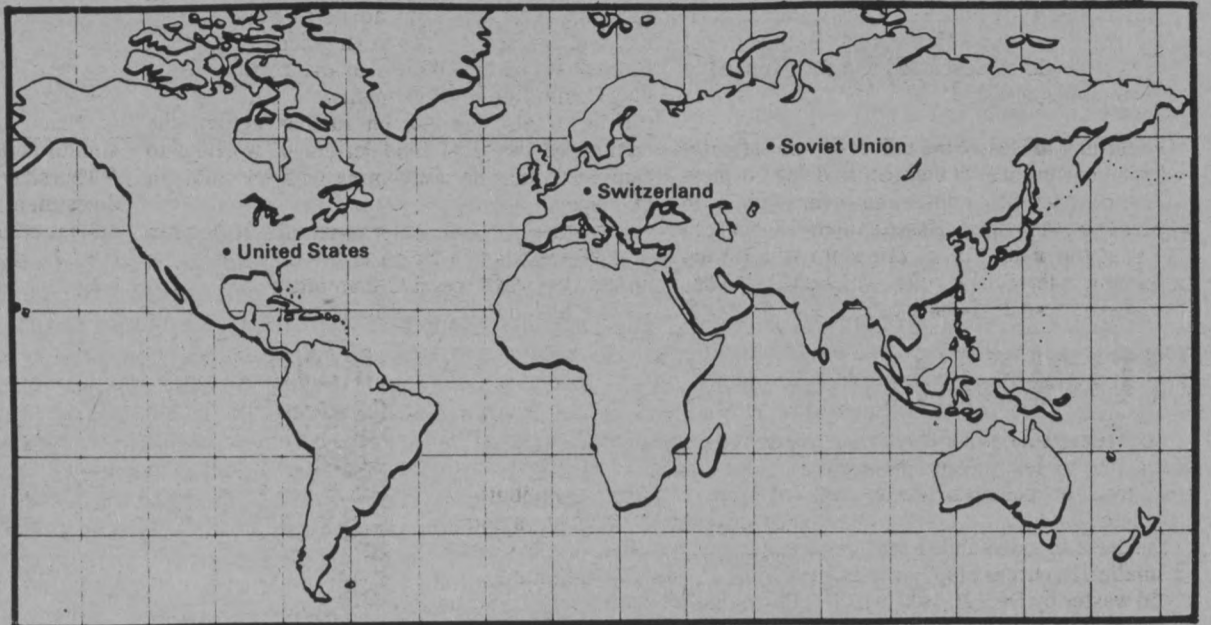 • Soviet Union
• Switzerland
• United States